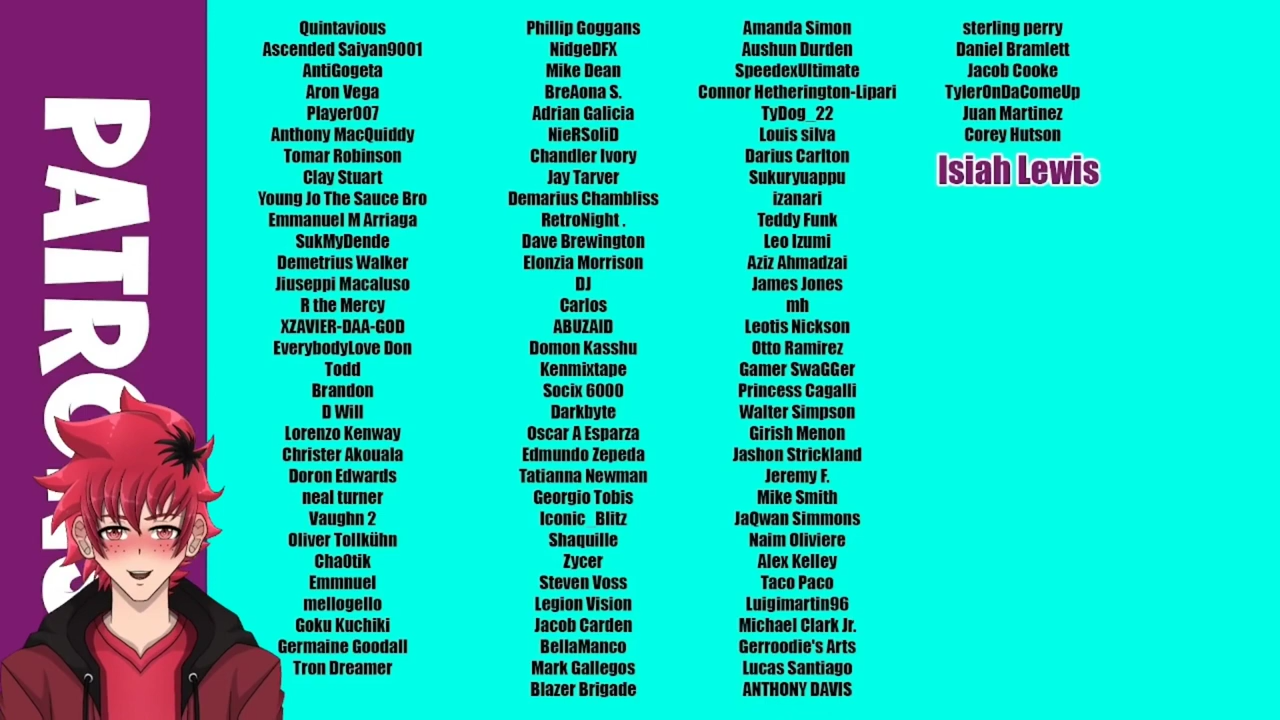 PATRONS
Quintavious
Ascended Saiyan9001
AntiGogeta
Aron Vega
Player007
Anthony MacQuiddy
Tomar Robinson
Clay Stuart
Young Jo The Sauce Bro
Emmanuel M Arriaga
SukMyDende
Demetrius Walker
Jiuseppi Macaluso
R the Mercy
XZAVIER-DAA-GOD
EverybodyLove Don
Todd
Brandon
D Will
Lorenzo Kenway
Christer Akouala
Doron Edwards
neal turner
Vaughn 2
Oliver Tollkühn
Cha0tik
Emmnuel
mellogello
Goku Kuchiki
Germaine Goodall
Tron Dreamer
Phillip Goggans
NidgeDFX
Mike Dean
BreAona S.
Adrian Galicia
NieRSoliD
Chandler Ivory
Jay Tarver
Demarius Chambliss
RetroNight .
Dave Brewington
Elonzia Morrison
DJ
Carlos
ABUZAID
Domon Kasshu
Kenmixtape
Socix 6000
Darkbyte
Oscar A Esparza
Edmundo Zepeda
Tatianna Newman
Georgio Tobis
Iconic_Blitz
Shaquille
Zycer
Steven Voss
Legion Vision
Jacob Carden
BellaManco
Mark Gallegos
Blazer Brigade
Amanda Simon
Aushun Durden
SpeedexUltimate
Connor Hetherington-Lipari
TyDog_22
Louis silva
Darius Carlton
Sukuryuappu
izanari
Teddy Funk
Leo Izumi
Aziz Ahmadzai
James Jones
mh
Leotis Nickson
Otto Ramirez
Gamer SwaGGer
Princess Cagalli
Walter Simpson
Girish Menon
Jashon Strickland
Jeremy F.
Mike Smith
JaQwan Simmons
Naim Oliviere
Alex Kelley
Taco Paco
Luigimartin96
Michael Clark Jr.
Gerroodie's Arts
Lucas Santiago
ANTHONY DAVIS
sterling perry
Daniel Bramlett
Jacob Cooke
TylerOnDaComeUp
Juan Martinez
Corey Hutson
Isiah Lewis